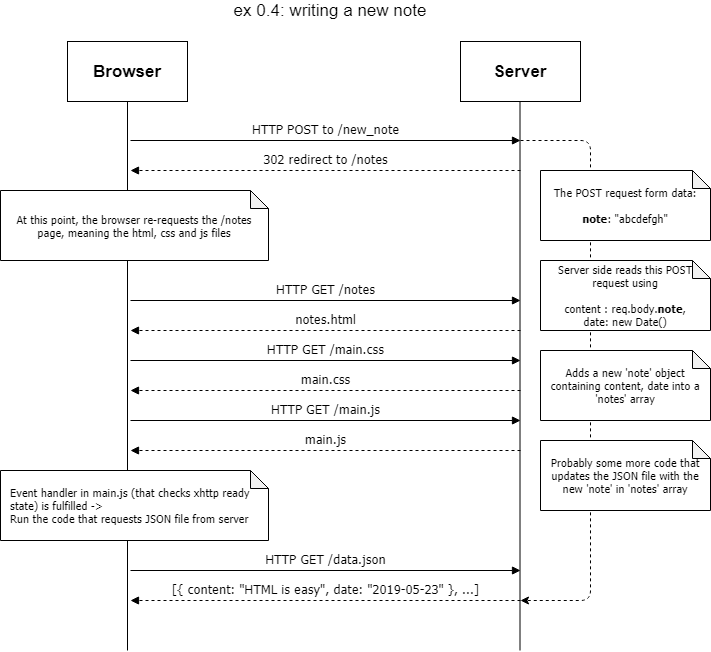 ex 0.4: writing a new note
Browser
Server
HTTP POST to /new_note
302 redirect to /notes
The POST request form data:
note: "abcdefgh"
At this point, the browser re-requests the /notes
page, meaning the html, css and js files
Server side reads this POST
request using
content : req.body.note,
date: new Date()
HTTP GET /notes
notes.html
HTTP GET /main.css
main.css
Adds a new 'note' object
containing content, date into a
'notes' array
HTTP GET /main.js
main.js
Probably some more code that
updates the JSON file with the
new 'note' in 'notes' array
Event handler in main.js (that checks xhttp ready
state) is fulfilled ->
Run the code that requests JSON file from server
HTTP GET /data.json
[{ content: "HTML is easy", date: "2019-05-23" }, ...]